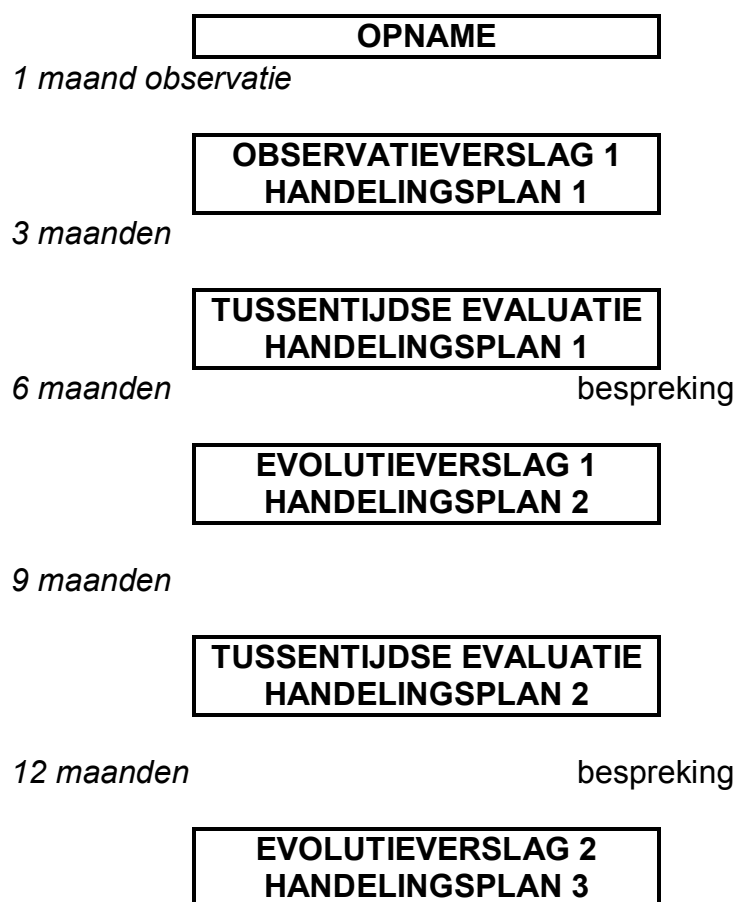 OPNAME
1 maand observatie
OBSERVATIEVERSLAG 1
HANDELINGSPLAN 1
3 maanden
TUSSENTIJDSE EVALUATIE
HANDELINGSPLAN 1
6 maanden bespreking
EVOLUTIEVERSLAG 1
HANDELINGSPLAN 2
9 maanden
TUSSENTIJDSE EVALUATIE
HANDELINGSPLAN 2
12 maanden bespreking
EVOLUTIEVERSLAG 2
HANDELINGSPLAN 3